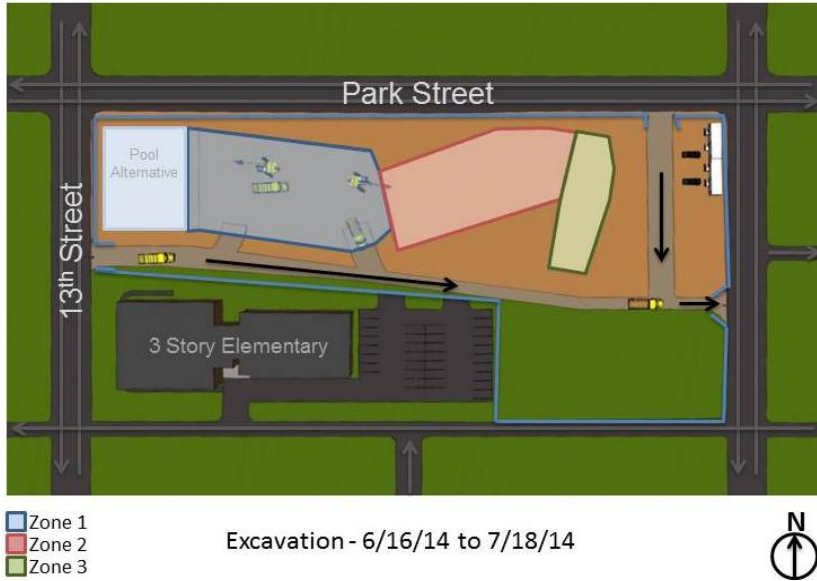 Park Street
Pool
Alternative
13th Street
3 Story Elementary
Zone 1
Zone 2
Zone 3
Excavation - 6/16/14 to 7/18/14
N